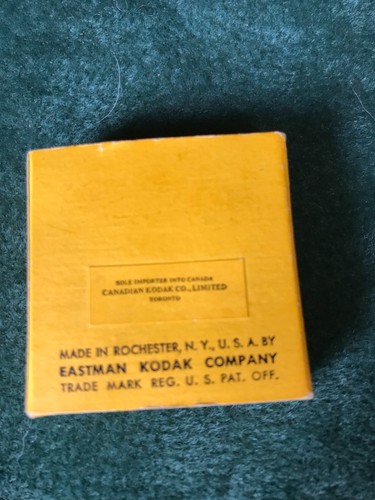 SOLE IMPORTER INTO CANADA
CANADIAN KODAK CO., LIMITED
TORONTO
MADE IN ROCHESTER, N. Y., U. S. A. BY
EASTMAN KODAK COMPANY
TRADE MARK REG. U. S. PAT. OFF.